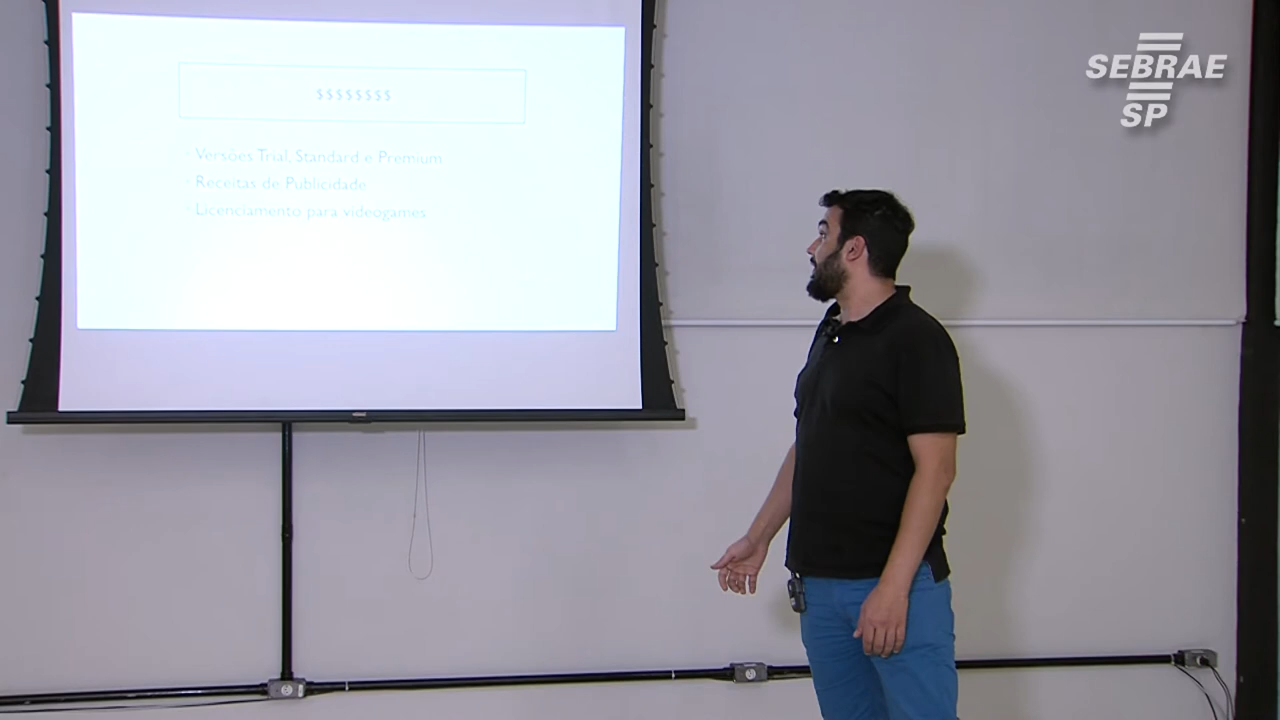 $$$$$$$$
Versões Trial, Standard e Premium
Receitas de Publicidade
Licenciamento para videogames
SEBRAE
SP